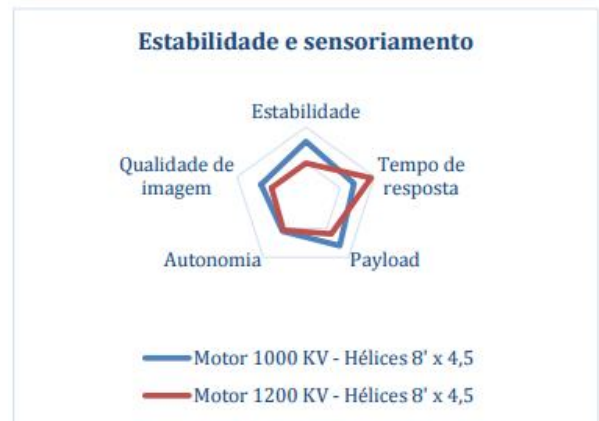 Estabilidade e sensoriamento
Estabilidade
Qualidade de
imagem
Tempo de
resposta
Autonomia
Payload
Motor 1000 KV - Hélices 8' x 4,5
Motor 1200 KV - Hélices 8' x 4,5